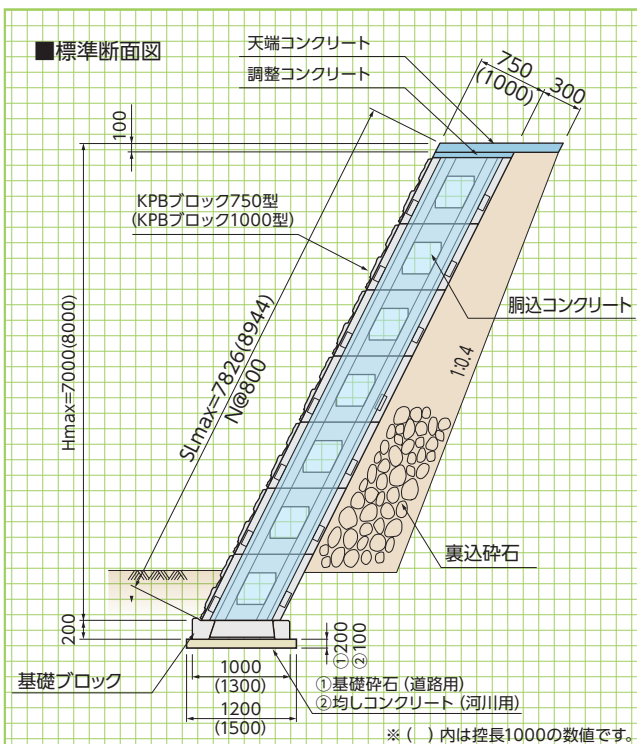 ■標準断面図
天端コンクリート
調整コンクリート
750
(1000)
300
100
KPBブロック750型
(KPBブロック1000型)
胴込コンクリート
Hmax=7000(8000)
SLmax=7826(8944)
N@800
1:0.4
裏込砕石
200
基礎ブロック
1000
(1300)
1200
(1500)
①200
②100
①基礎砕石 (道路用)
②均しコンクリート (河川用)
※ ( ) 内は控長1000の数値です。